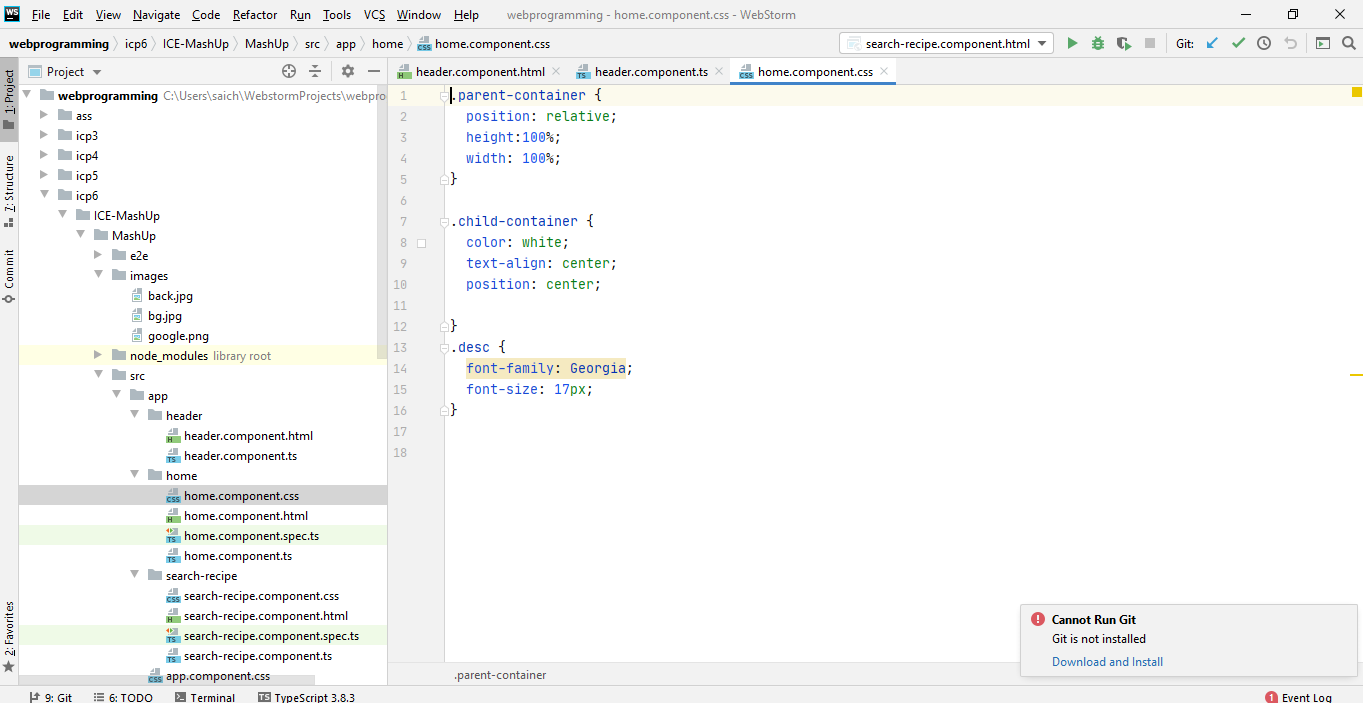 WS File Edit View Navigate Code Refactor Run Tools VCS Window Help webprogramming - home.component.css - WebStorm
webprogramming icp6 ICE-MashUp MashUp src app home home.component.css search-recipe.component.html Git:
Project header.component.html header.component.ts home.component.css
1: Project
7: Structure
Commit
2: Favorites
webprogramming C:\Users\saich\WebstormProjects\webpro
ass
icp3
icp4
icp5
icp6
ICE-MashUp
MashUp
e2e
images
back.jpg
bg.jpg
google.png
node_modules library root
src
app
header
header.component.html
header.component.ts
home
home.component.css
home.component.html
home.component.spec.ts
home.component.ts
search-recipe
search-recipe.component.css
search-recipe.component.html
search-recipe.component.spec.ts
search-recipe.component.ts
app.component.css
1 .parent-container {
2 position: relative;
3 height:100%;
4 width: 100%;
5 }
6
7 .child-container {
8 color: white;
9 text-align: center;
10 position: center;
11
12 }
13 .desc {
14 font-family: Georgia;
15 font-size: 17px;
16 }
17
18
Cannot Run Git
Git is not installed
Download and Install
.parent-container
9: Git 6: TODO Terminal TypeScript 3.8.3 1 Event Log